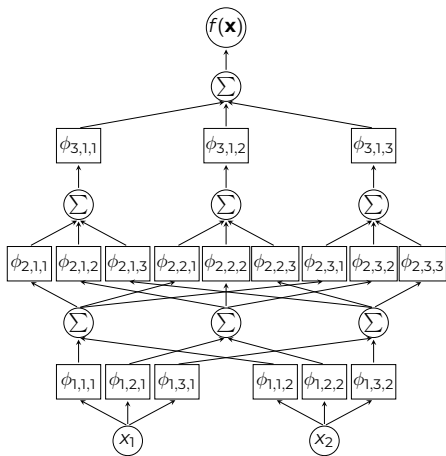 f(𝐱)
∑
ϕ3,1,1 ϕ3,1,2 ϕ3,1,3
∑ ∑ ∑
ϕ2,1,1 ϕ2,1,2 ϕ2,1,3 ϕ2,2,1 ϕ2,2,2 ϕ2,2,3 ϕ2,3,1 ϕ2,3,2 ϕ2,3,3
∑ ∑ ∑
ϕ1,1,1 ϕ1,2,1 ϕ1,3,1 ϕ1,1,2 ϕ1,2,2 ϕ1,3,2
x1 x2